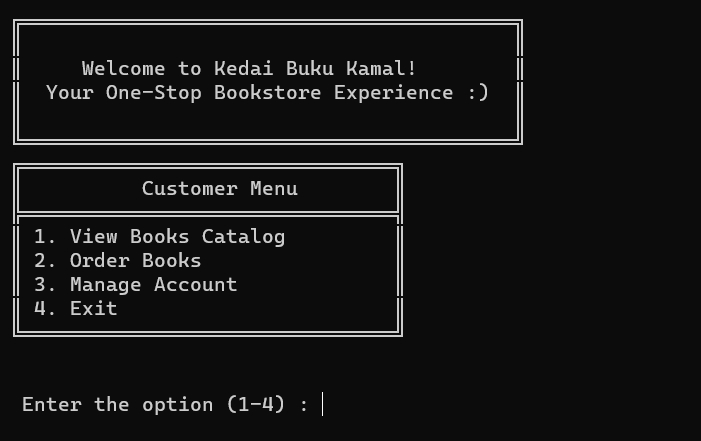 Welcome to Kedai Buku Kamal!
Your One-Stop Bookstore Experience :)
Customer Menu
1. View Books Catalog
2. Order Books
3. Manage Account
4. Exit
Enter the option (1-4) :